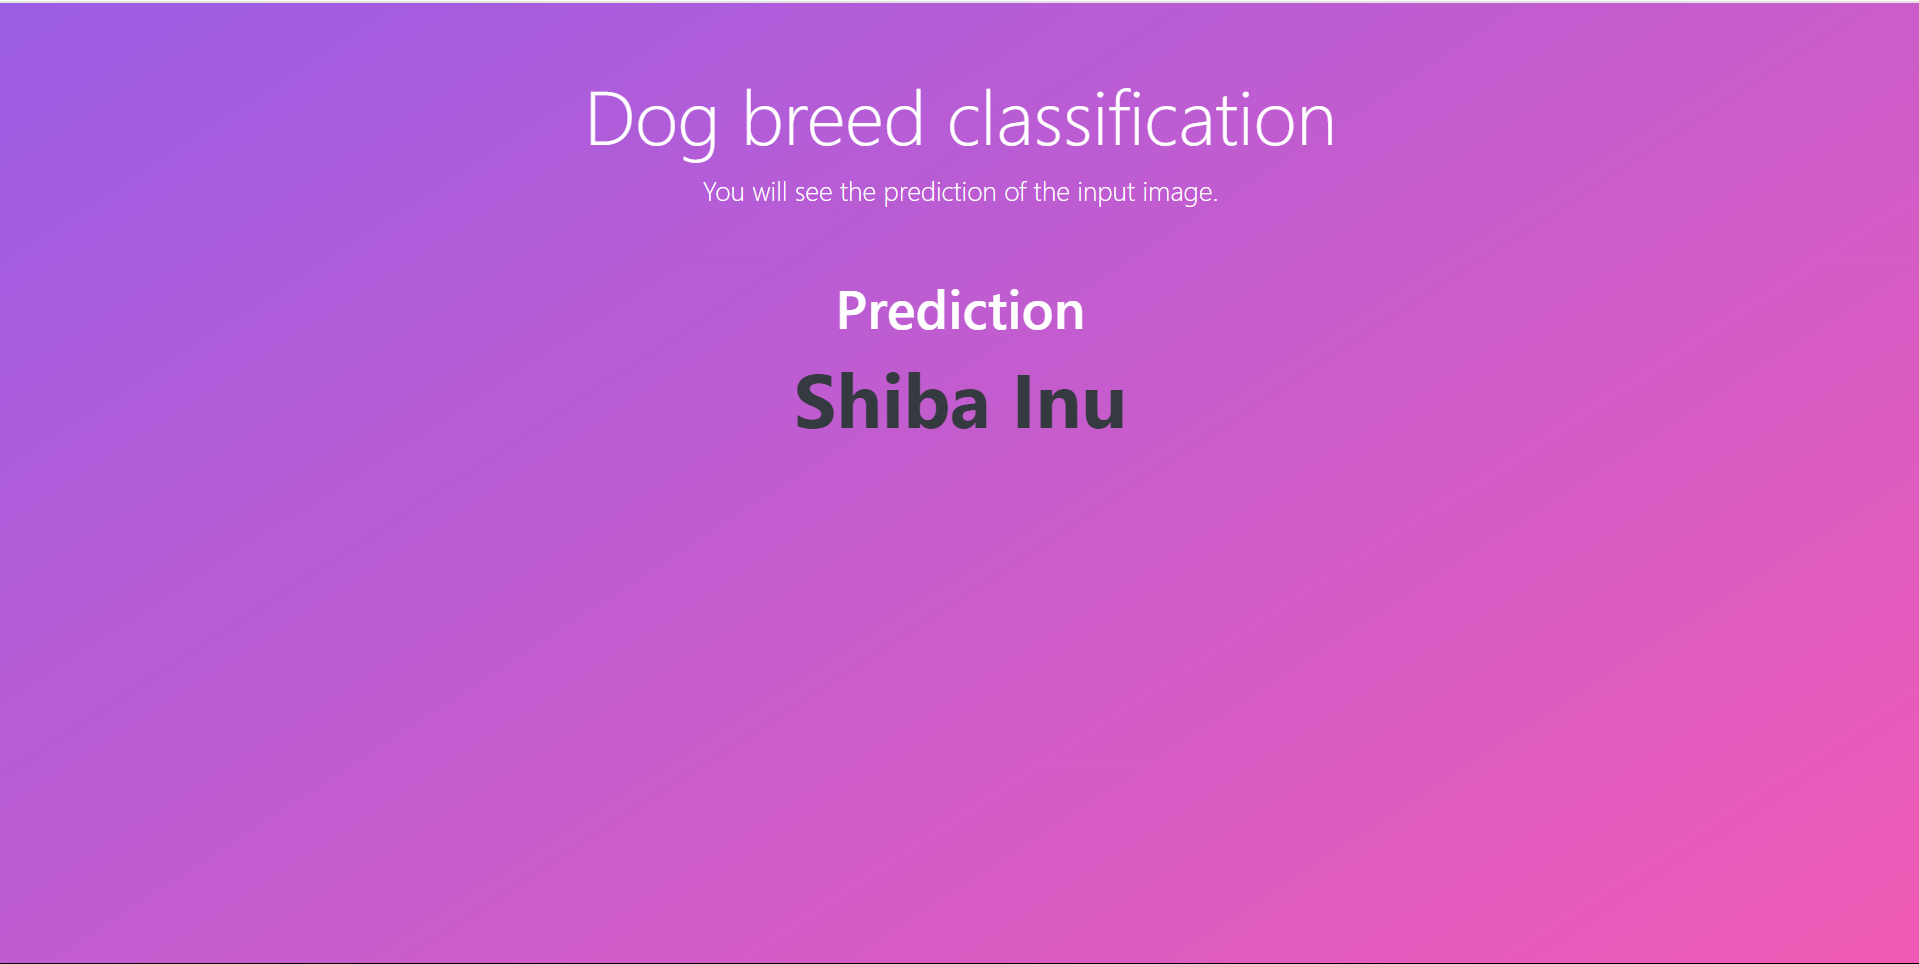 Dog breed classification
You will see the prediction of the input image.
Prediction
Shiba Inu